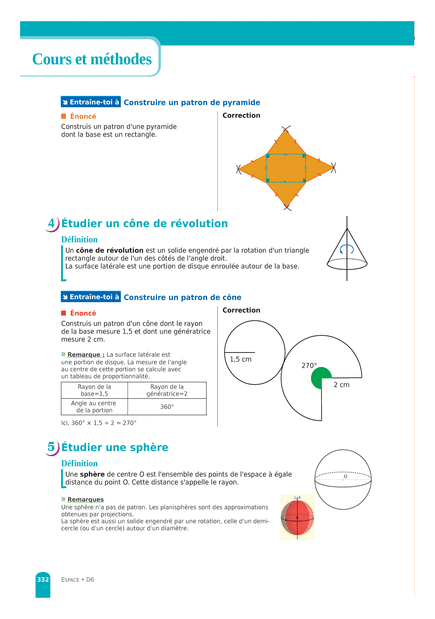 Cours et méthodes
Entraîne-toi à Construire un patron de pyramide
Énoncé
Construis un patron d'une pyramide
dont la base est un rectangle.
Correction
4 Étudier un cône de révolution
Définition
Un cône de révolution est un solide engendré par la rotation d'un triangle
rectangle autour de l'un des côtés de l'angle droit.
La surface latérale est une portion de disque enroulée autour de la base.
Entraîne-toi à Construire un patron de cône
Énoncé
Construis un patron d'un cône dont le rayon
de la base mesure 1,5 et dont une génératrice
mesure 2 cm.
» Remarque : La surface latérale est
une portion de disque. La mesure de l'angle
au centre de cette portion se calcule avec
un tableau de proportionnalité.
Rayon de la
base=1,5
Rayon de la
génératrice=2
Angle au centre
de la portion
360°
Ici, 360° × 1,5 ÷ 2 = 270°
Correction
1,5 cm
270°
2 cm
5 Étudier une sphère
Définition
Une sphère de centre O est l'ensemble des points de l'espace à égale
distance du point O. Cette distance s'appelle le rayon.
O
» Remarques
Une sphère n'a pas de patron. Les planisphères sont des approximations
obtenues par projections.
La sphère est aussi un solide engendré par une rotation, celle d'un demi-
cercle (ou d'un cercle) autour d'un diamètre.
332 ESPACE • D6